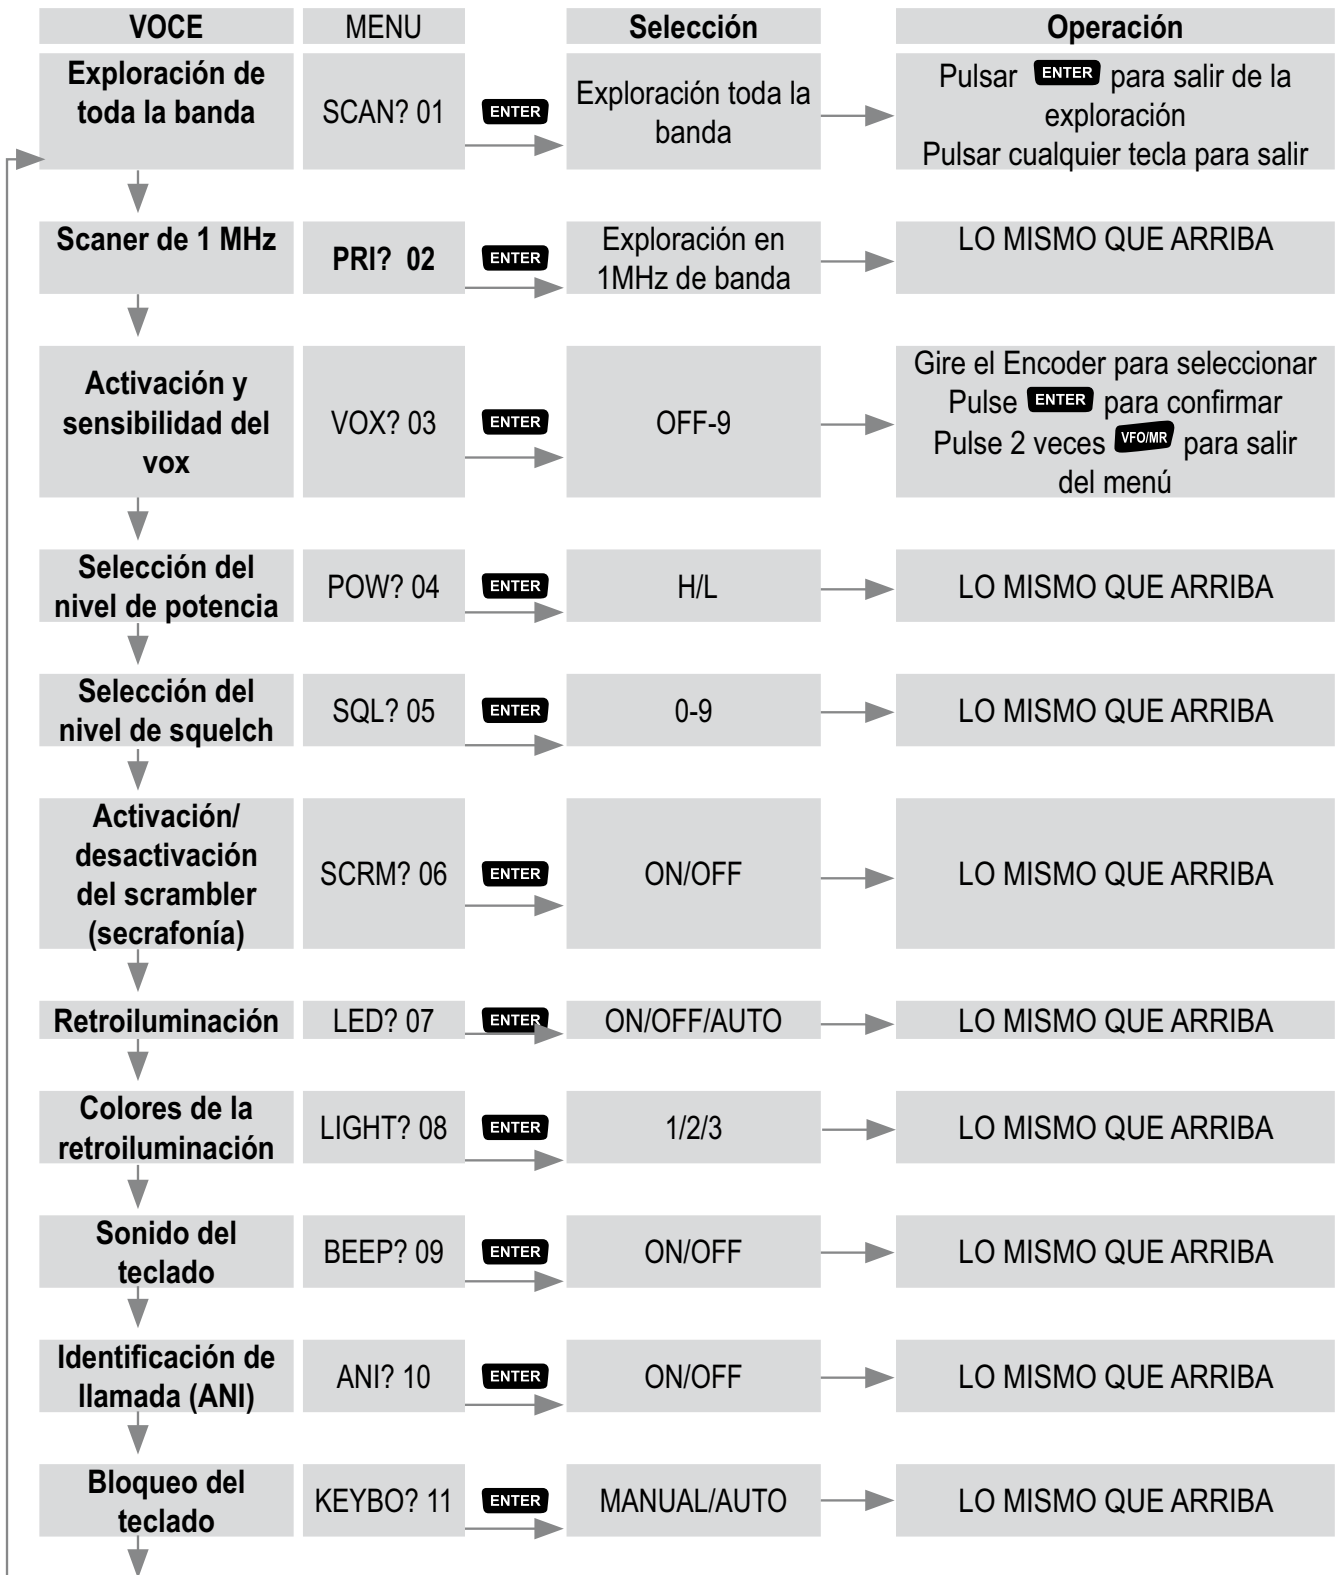 VOCE MENU Selección Operación
Exploración de
toda la banda
SCAN? 01
ENTER
Exploración toda la
banda
Pulsar ENTER para salir de la
exploración
Pulsar cualquier tecla para salir
Scaner de 1 MHz
PRI? 02
ENTER
Exploración en
1MHz de banda
LO MISMO QUE ARRIBA
Activación y
sensibilidad del
vox
VOX? 03
ENTER
OFF-9
Gire el Encoder para seleccionar
Pulse ENTER para confirmar
Pulse 2 veces VFO/MR para salir
del menú
Selección del
nivel de potencia
POW? 04
ENTER
H/L
LO MISMO QUE ARRIBA
Selección del
nivel de squelch
SQL? 05
ENTER
0-9
LO MISMO QUE ARRIBA
Activación/
desactivación
del scrambler
(secrafonía)
SCRM? 06
ENTER
ON/OFF
LO MISMO QUE ARRIBA
Retroiluminación
LED? 07
ENTER
ON/OFF/AUTO
LO MISMO QUE ARRIBA
Colores de la
retroiluminación
LIGHT? 08
ENTER
1/2/3
LO MISMO QUE ARRIBA
Sonido del
teclado
BEEP? 09
ENTER
ON/OFF
LO MISMO QUE ARRIBA
Identificación de
llamada (ANI)
ANI? 10
ENTER
ON/OFF
LO MISMO QUE ARRIBA
Bloqueo del
teclado
KEYBO? 11
ENTER
MANUAL/AUTO
LO MISMO QUE ARRIBA